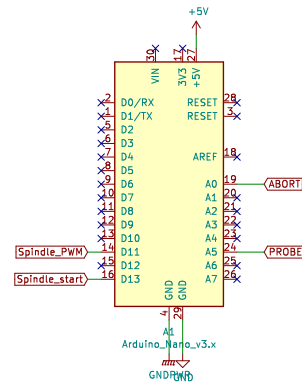 +5V
30 17 27
VIN 3V3 +5V
2 D0/RX RESET 28
1 D1/TX RESET 3
5 D2
6 D3
7 D4 AREF 18
8 D5
9 D6 A0 19 ABORT
10 D7 A1 20
11 D8 A2 21
12 D9 A3 22
13 D10 A4 23
Spindle_PWM 14 D11 A5 24 PROBE
15 D12 A6 25
Spindle_start 16 D13 A7 26
GND GND
4 29
A1
Arduino_Nano_v3.x
GNDPWR GND